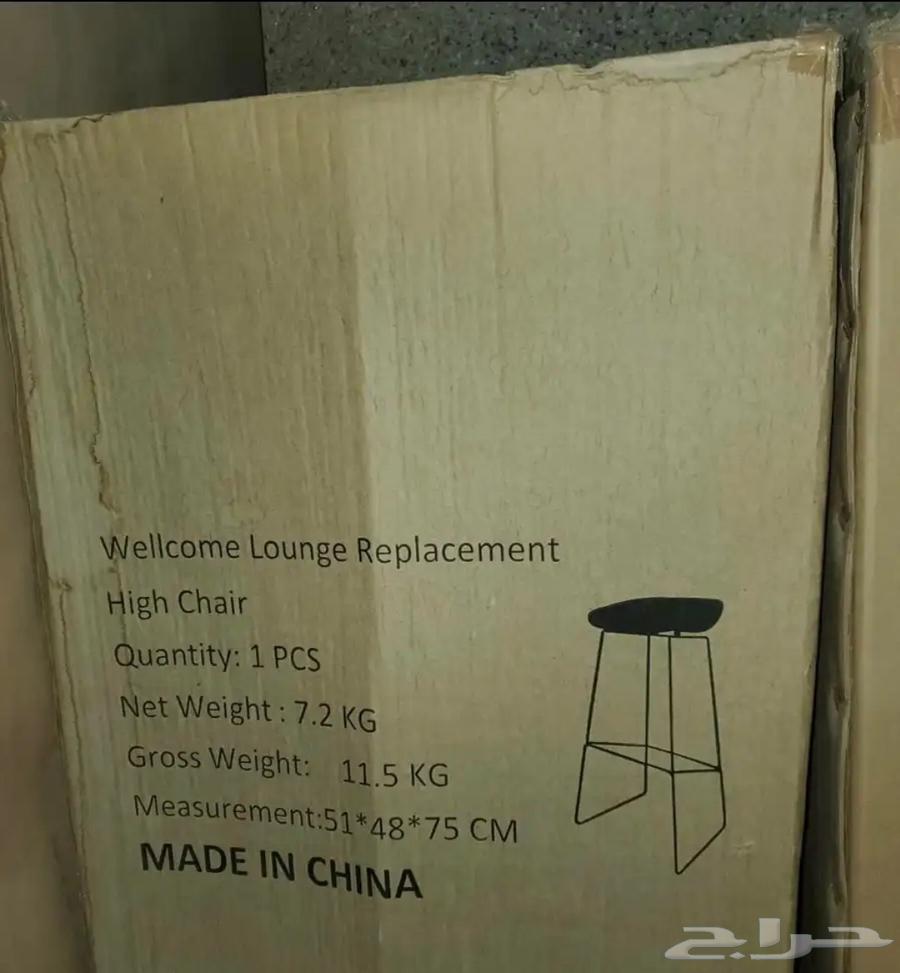 Wellcome Lounge Replacement
High Chair
Quantity: 1 PCS
Net Weight : 7.2 KG
Gross Weight: 11.5 KG
Measurement:51*48*75 CM
MADE IN CHINA
حراج